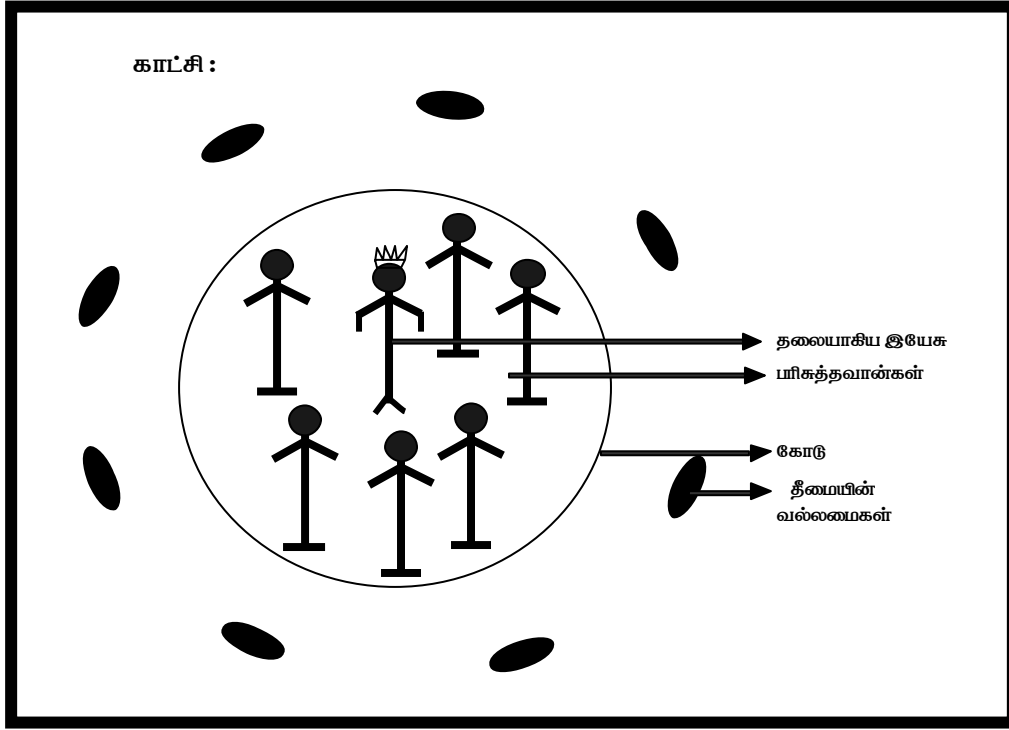 காட்சி :
தலையாகிய இயேசு
பரிசுத்தவான்கள்
கோடு
தீமையின்
வல்லமைகள்